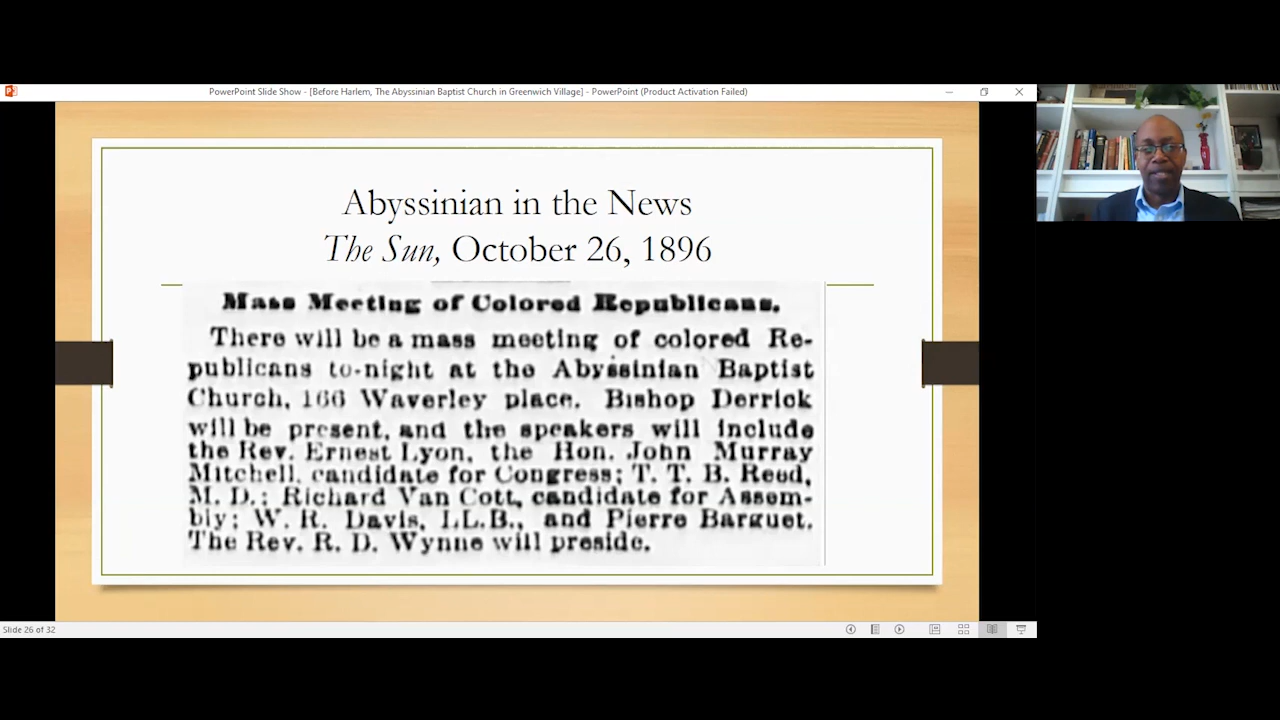 PowerPoint Slide Show - [Before Harlem, The Abyssinian Baptist Church in Greenwich Village] - PowerPoint (Product Activation Failed)
Abyssinian in the News
The Sun, October 26, 1896
Mass Meeting of Colored Republicans.
There will be a mass meeting of colored Re-
publicans to-night at the Abyssinian Baptist
Church, 166 Waverley place. Bishop Derrick
will be present, and the speakers will include
the Rev. Ernest Lyon, the Hon. John Murray
Mitchell, candidate for Congress; T. T. B. Reed,
M. D.; Richard Van Cott, candidate for Assem-
bly; W. R. Davis, LL.B., and Pierre Barguet.
The Rev. R. D. Wynne will preside.
Slide 26 of 32